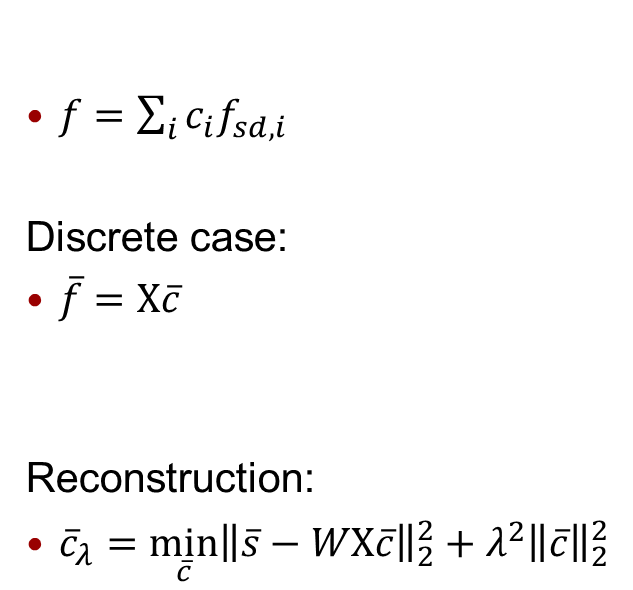 • f = ∑ᵢ cᵢf_{sd,i}
Discrete case:
• f̄ = Xc̄
Reconstruction:
• c̄_λ = min_{c̄}‖s̄ − WXc̄‖₂² + λ²‖c̄‖₂²